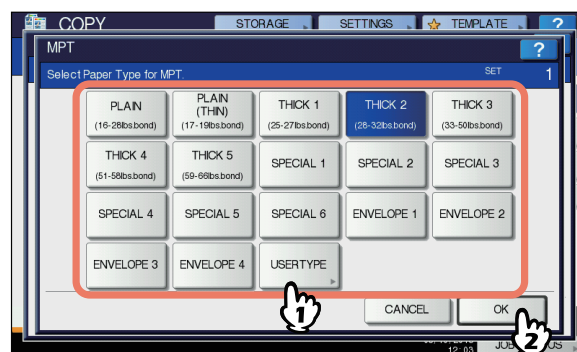 COPY STORAGE SETTINGS TEMPLATE ?
MPT ?
Select Paper Type for MPT. SET 1
PLAIN PLAIN THICK 1 THICK 2 THICK 3
(THIN)
(16-28lbs.bond) (17-19lbs.bond) (25-27lbs.bond) (28-32lbs.bond) (33-50lbs.bond)
THICK 4 THICK 5 SPECIAL 1 SPECIAL 2 SPECIAL 3
(51-58lbs.bond) (59-66lbs.bond)
SPECIAL 4 SPECIAL 5 SPECIAL 6 ENVELOPE 1 ENVELOPE 2
ENVELOPE 3 ENVELOPE 4 USERTYPE
1
CANCEL OK
2
12:03